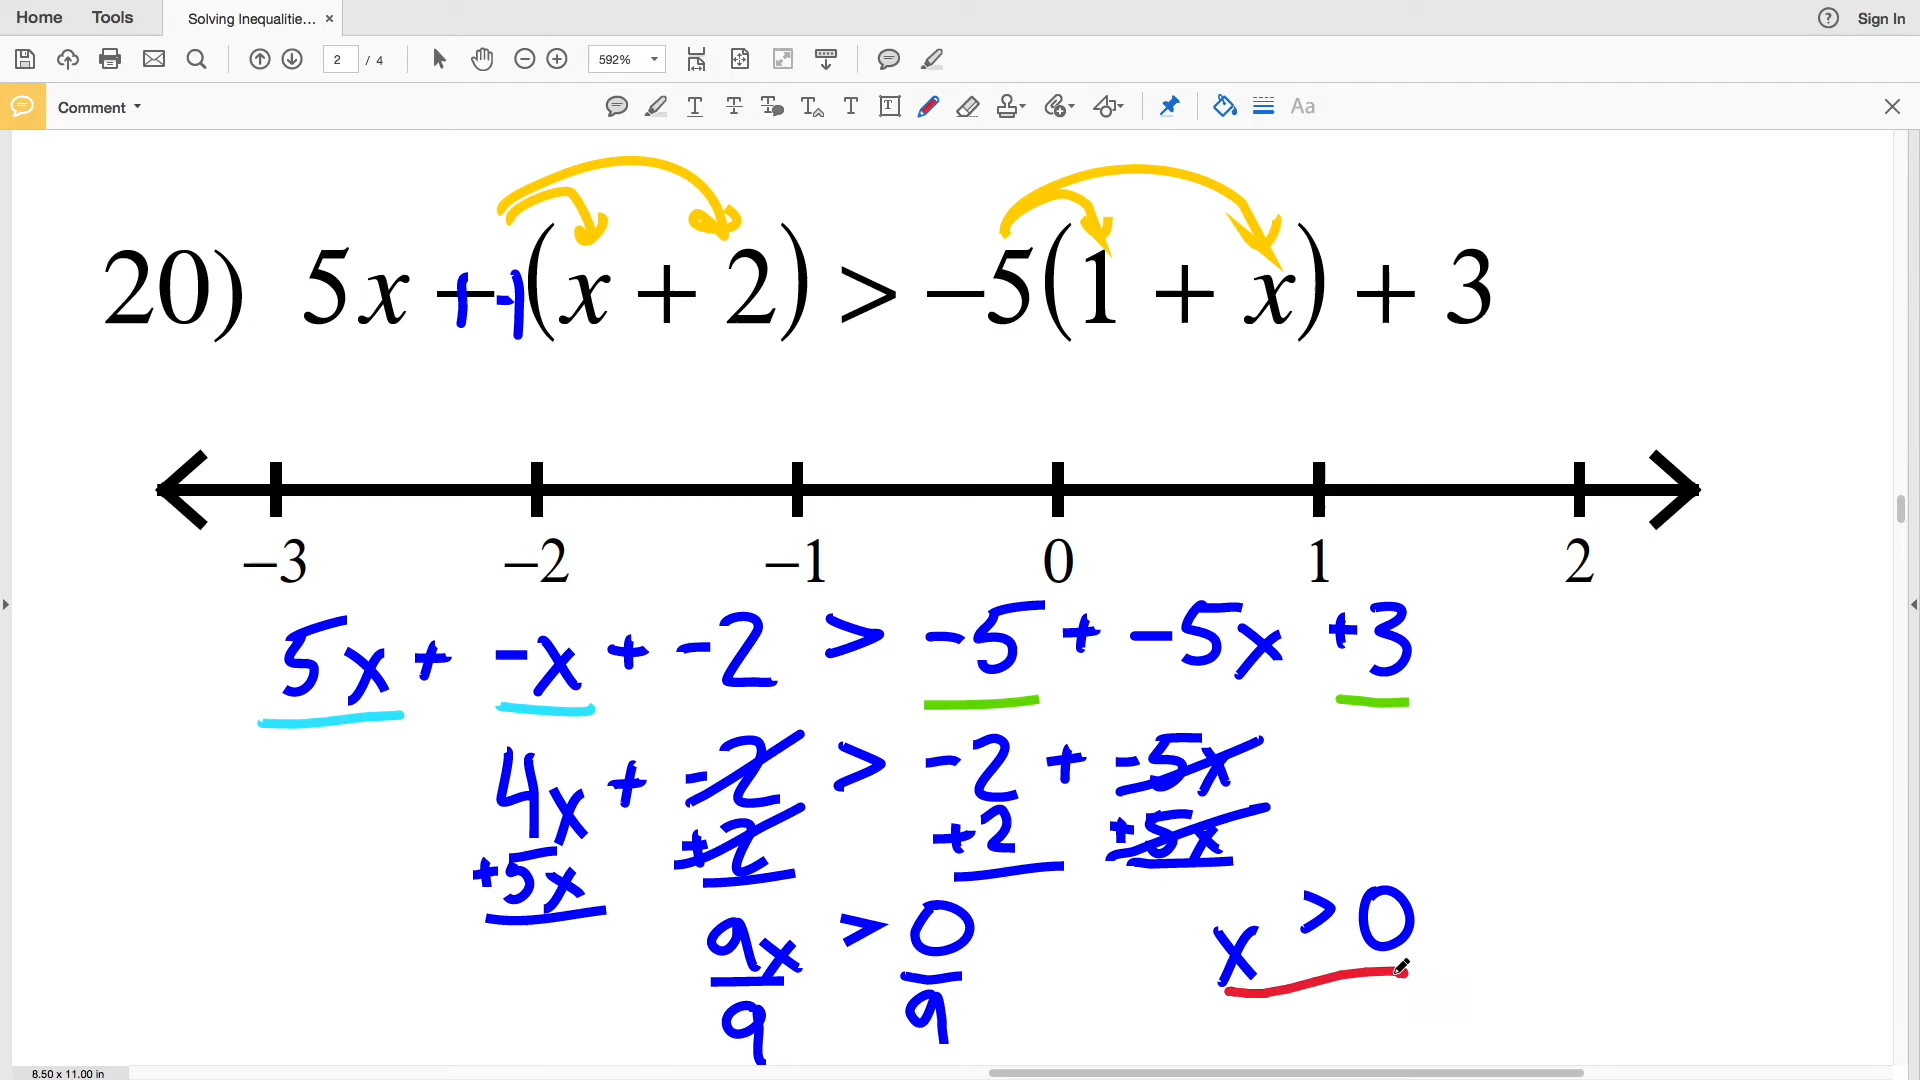 Home Tools Solving Inequalitie... × Sign In
2 / 4 592%
Comment Aa
20) 5x + -1(x + 2) > −5(1 + x) + 3
−3 −2 −1 0 1 2
5x + -x + -2 > -5 + -5x +3
4x + -2 > -2 + -5x
+5x +2 +2 +5x
9x > 0 x > 0
9 9
8.50 x 11.00 in